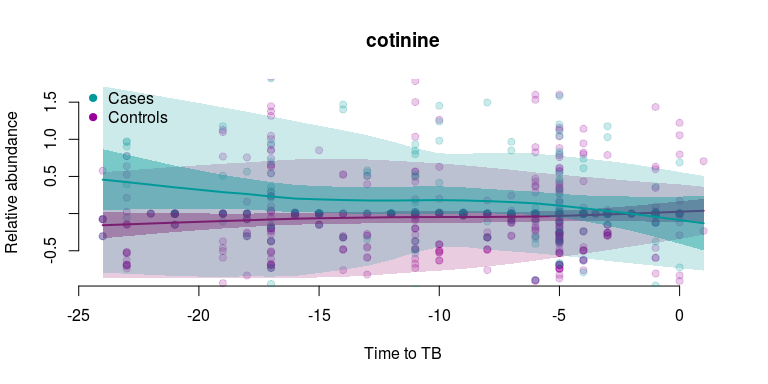 cotinine
Relative abundance
1.5
1.0
0.5
-0.5
Cases
Controls
-25 -20 -15 -10 -5 0
Time to TB